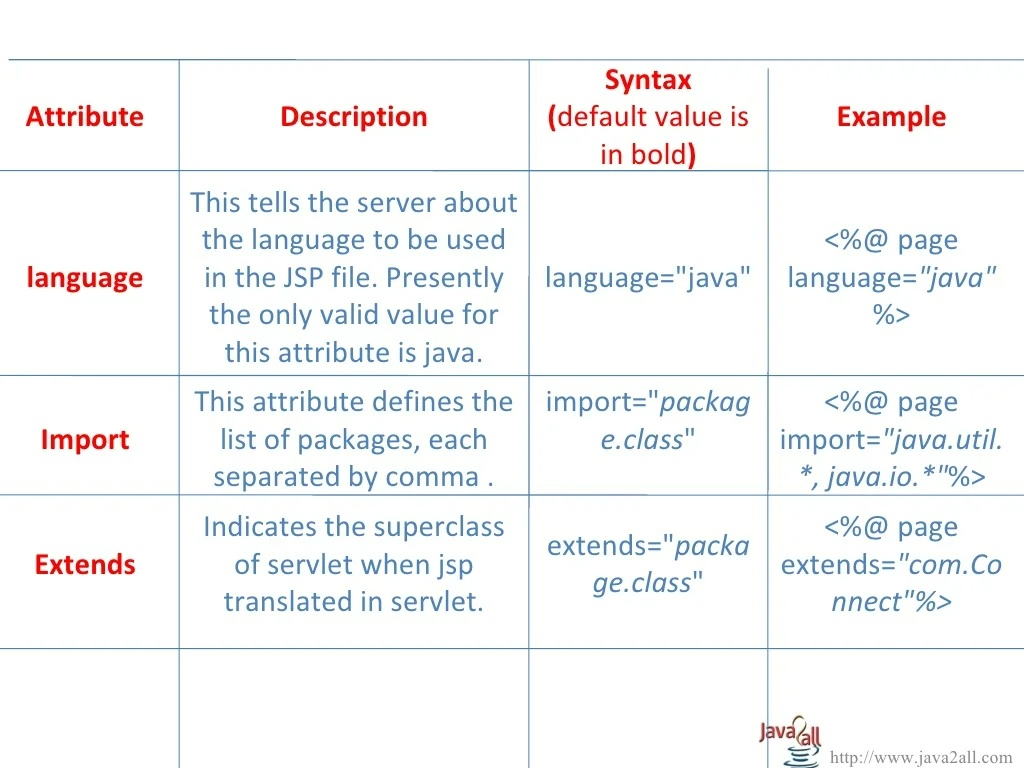 Attribute
Description
Syntax
(default value is
in bold)
Example
language
This tells the server about
the language to be used
in the JSP file. Presently
the only valid value for
this attribute is java.
language="java"
<%@ page
language="java"
%>
Import
This attribute defines the
list of packages, each
separated by comma .
import="packag
e.class"
<%@ page
import="java.util.
*, java.io.*"%>
Extends
Indicates the superclass
of servlet when jsp
translated in servlet.
extends="packa
ge.class"
<%@ page
extends="com.Co
nnect"%>
Java2all
http://www.java2all.com